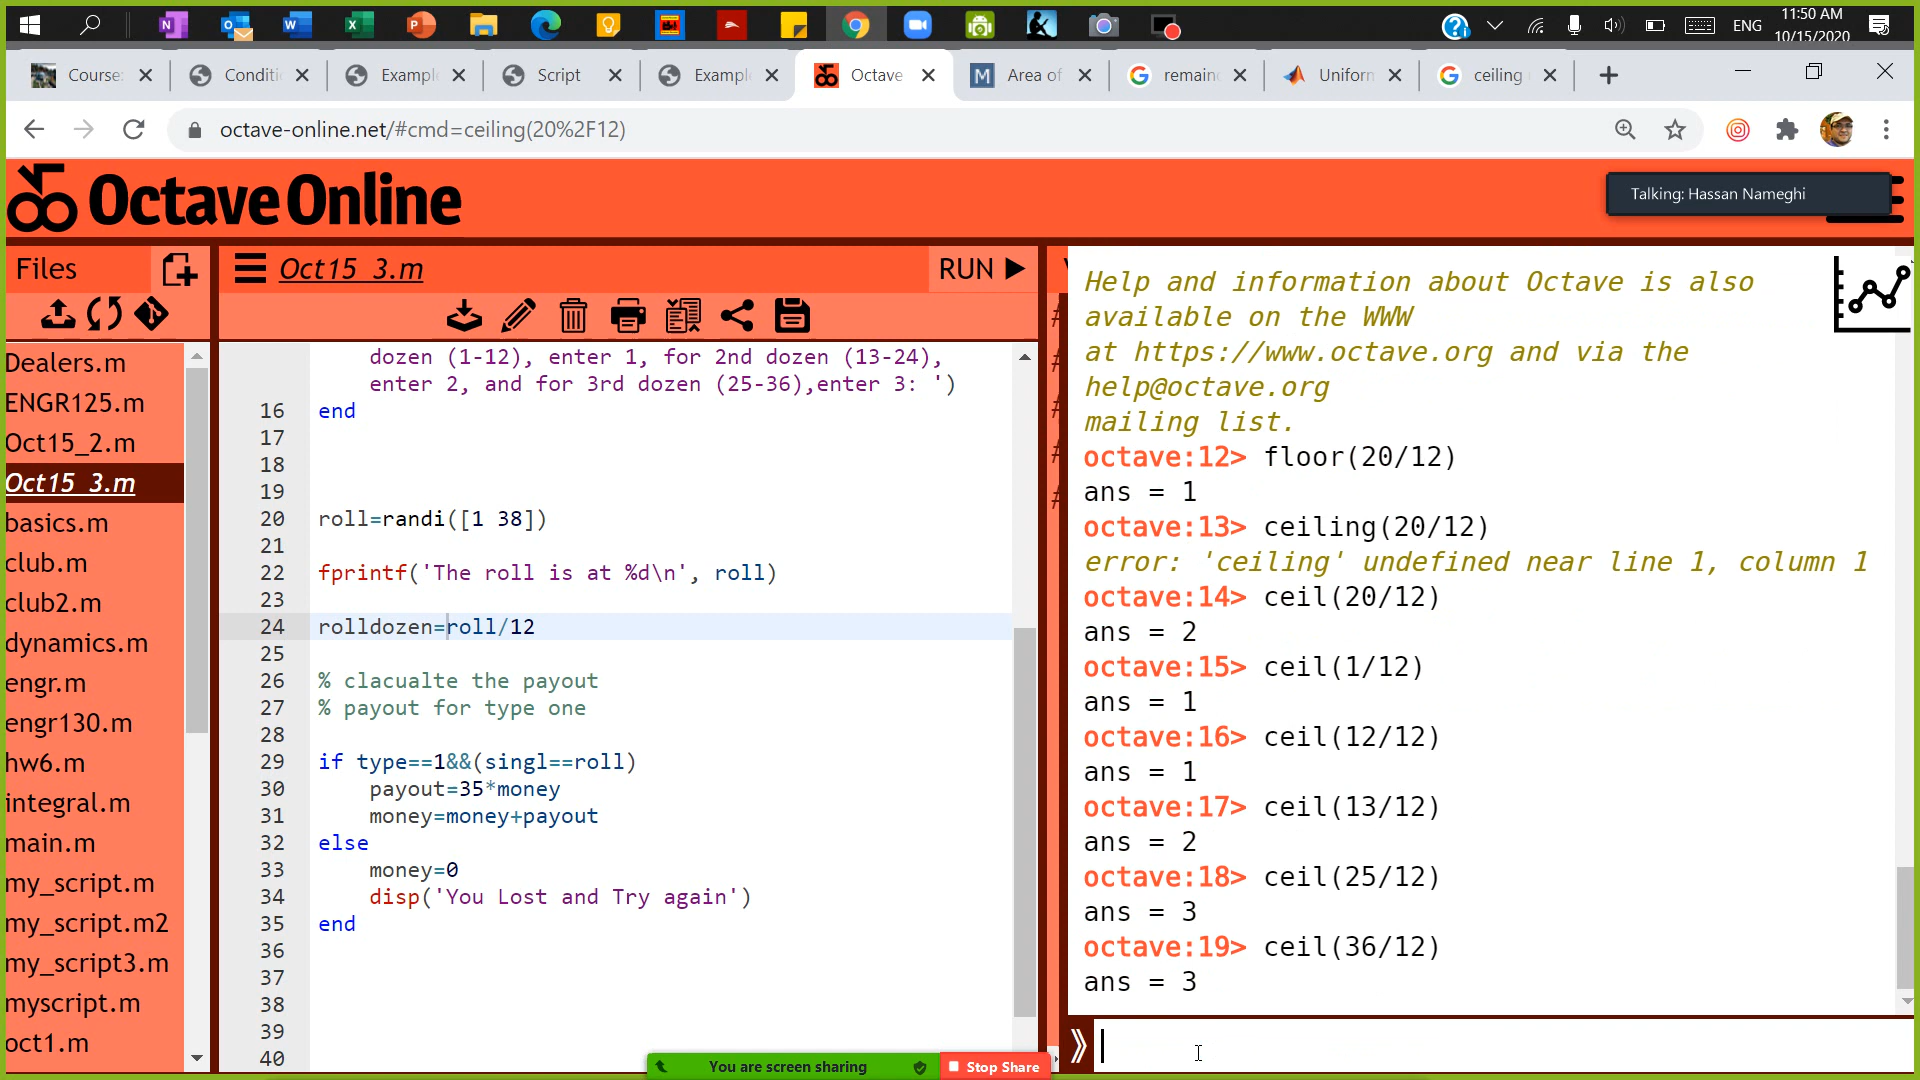 ENG
11:50 AM
10/15/2020
Course:
Conditi
Example
Script
Example
Octave
Area of
remain
Uniform
ceiling
octave-online.net/#cmd=ceiling(20%2F12)
Octave Online
Talking: Hassan Nameghi
Files
Oct15_3.m
RUN
Dealers.m
ENGR125.m
Oct15_2.m
Oct15_3.m
basics.m
club.m
club2.m
dynamics.m
engr.m
engr130.m
hw6.m
integral.m
main.m
my_script.m
my_script.m2
my_script3.m
myscript.m
oct1.m
dozen (1-12), enter 1, for 2nd dozen (13-24),
enter 2, and for 3rd dozen (25-36),enter 3: ')
16 end
17
18
19
20 roll=randi([1 38])
21
22 fprintf('The roll is at %d\n', roll)
23
24 rolldozen=roll/12
25
26 % clacualte the payout
27 % payout for type one
28
29 if type==1&&(singl==roll)
30 payout=35*money
31 money=money+payout
32 else
33 money=0
34 disp('You Lost and Try again')
35 end
36
37
38
39
40
Help and information about Octave is also
available on the WWW
at https://www.octave.org and via the
help@octave.org
mailing list.
octave:12> floor(20/12)
ans = 1
octave:13> ceiling(20/12)
error: 'ceiling' undefined near line 1, column 1
octave:14> ceil(20/12)
ans = 2
octave:15> ceil(1/12)
ans = 1
octave:16> ceil(12/12)
ans = 1
octave:17> ceil(13/12)
ans = 2
octave:18> ceil(25/12)
ans = 3
octave:19> ceil(36/12)
ans = 3
You are screen sharing
Stop Share